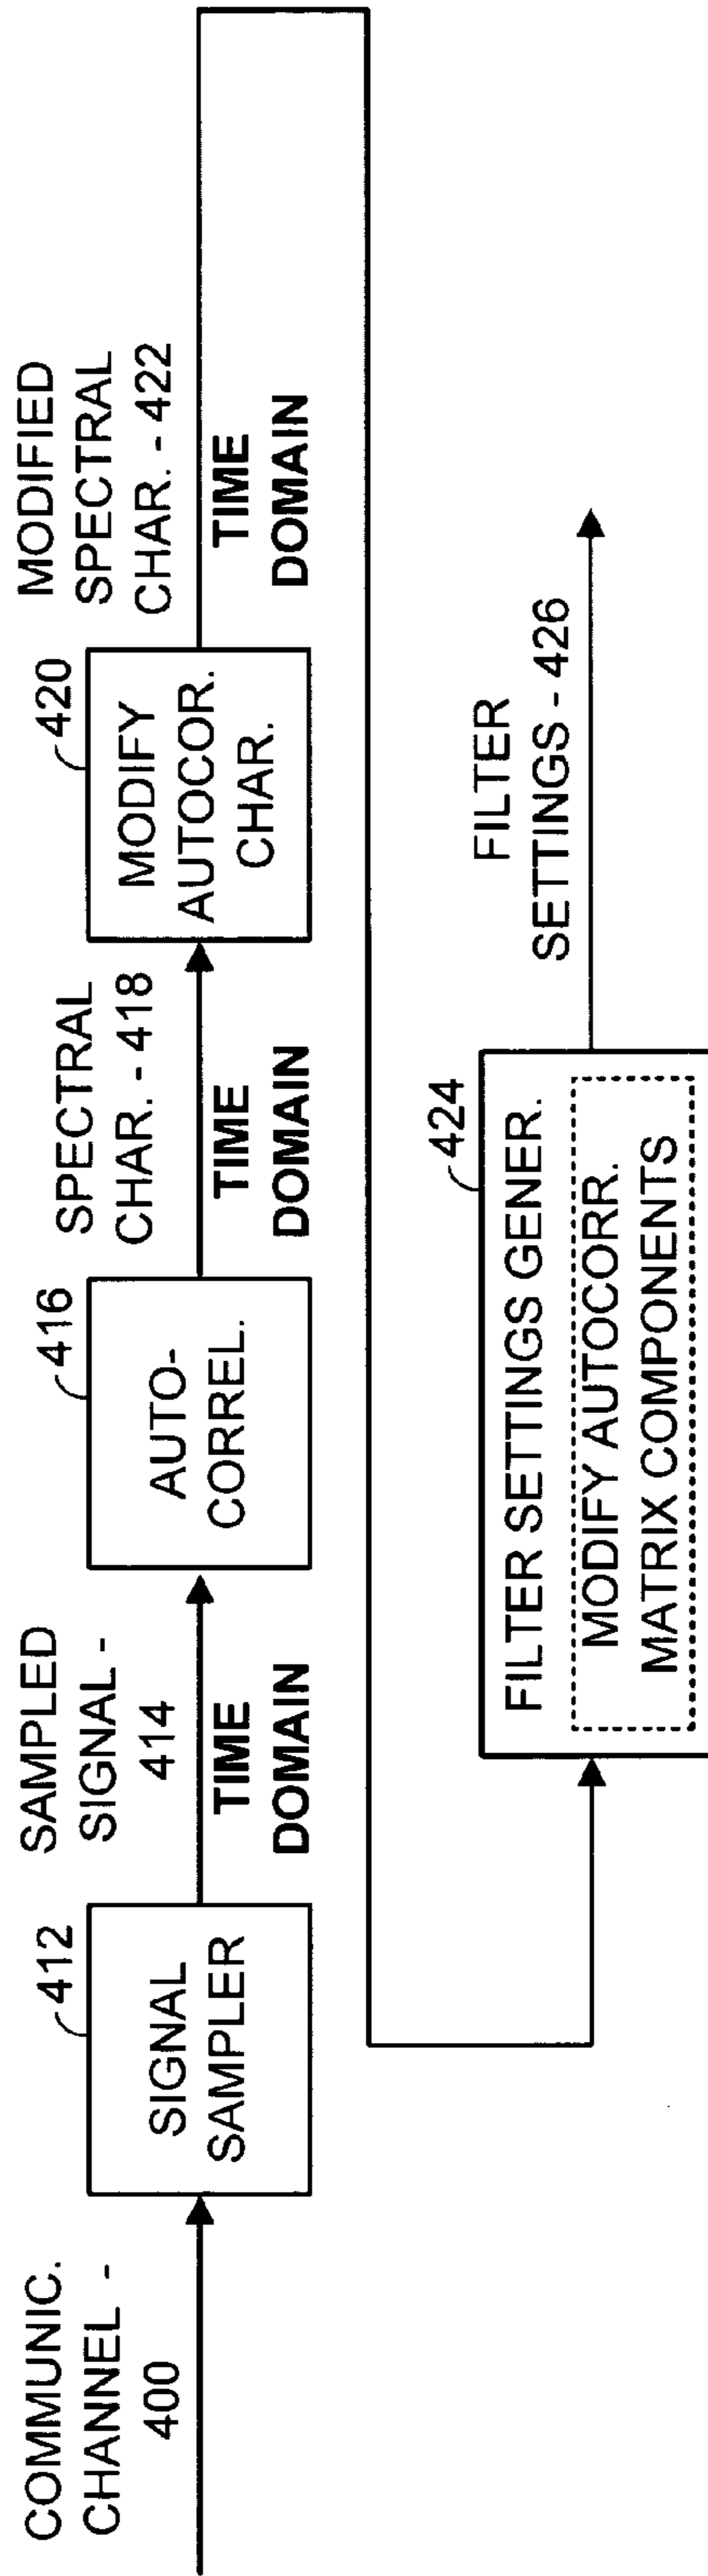 COMMUNIC.
CHANNEL -
400
412
SIGNAL
SAMPLER
SAMPLED
SIGNAL-
414
TIME
DOMAIN
416
AUTO-
CORREL.
SPECTRAL
CHAR. - 418
TIME
DOMAIN
420
MODIFY
AUTOCOR.
CHAR.
MODIFIED
SPECTRAL
CHAR. - 422
TIME
DOMAIN
424
FILTER SETTINGS GENER.
MODIFY AUTOCORR.
MATRIX COMPONENTS
FILTER
SETTINGS - 426